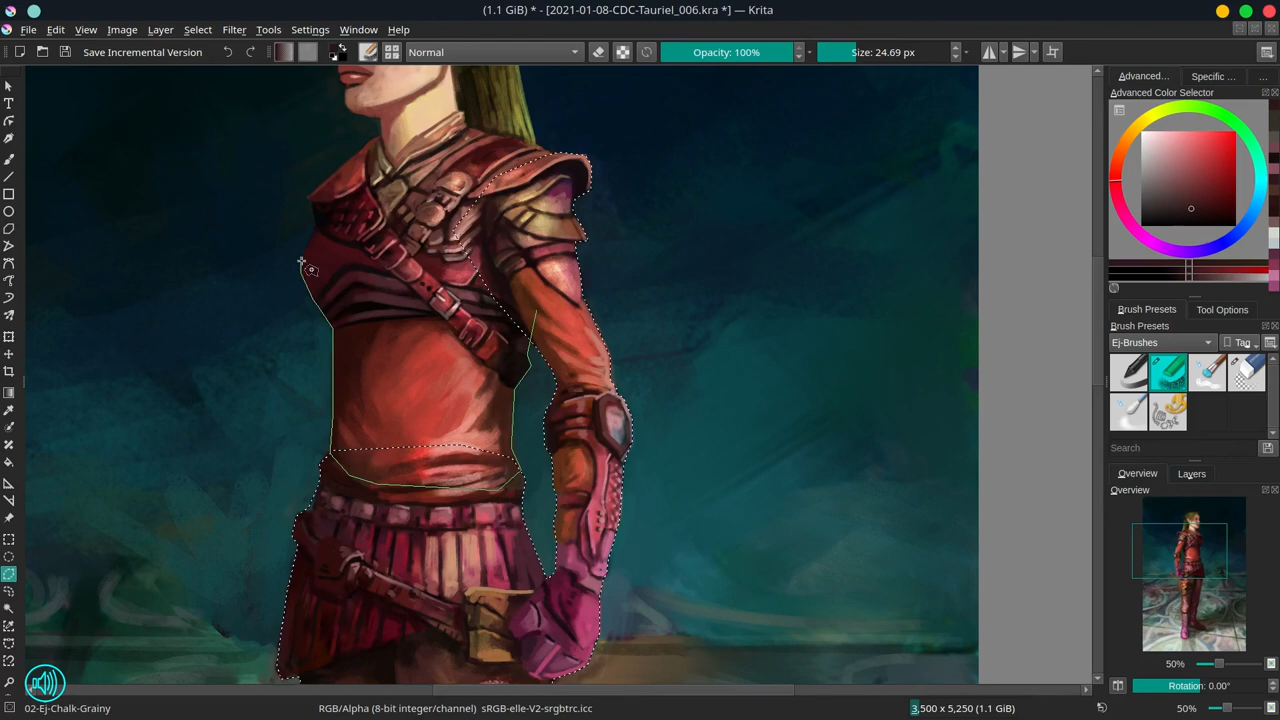 (1.1 GiB) * - [2021-01-08-CDC-Tauriel_006.kra *] — Krita
File Edit View Image Layer Select Filter Tools Settings Window Help
Save Incremental Version
Normal
Opacity: 100%
Size: 24.69 px
Advanced...
Specific ...
...
Advanced Color Selector
Brush Presets
Tool Options
Brush Presets
Ej-Brushes
Tag
Search
Overview
Layers
Overview
50%
Rotation: 0.00°
02-Ej-Chalk-Grainy
RGB/Alpha (8-bit integer/channel) sRGB-elle-V2-srgbtrc.icc
3,500 x 5,250 (1.1 GiB)
50%